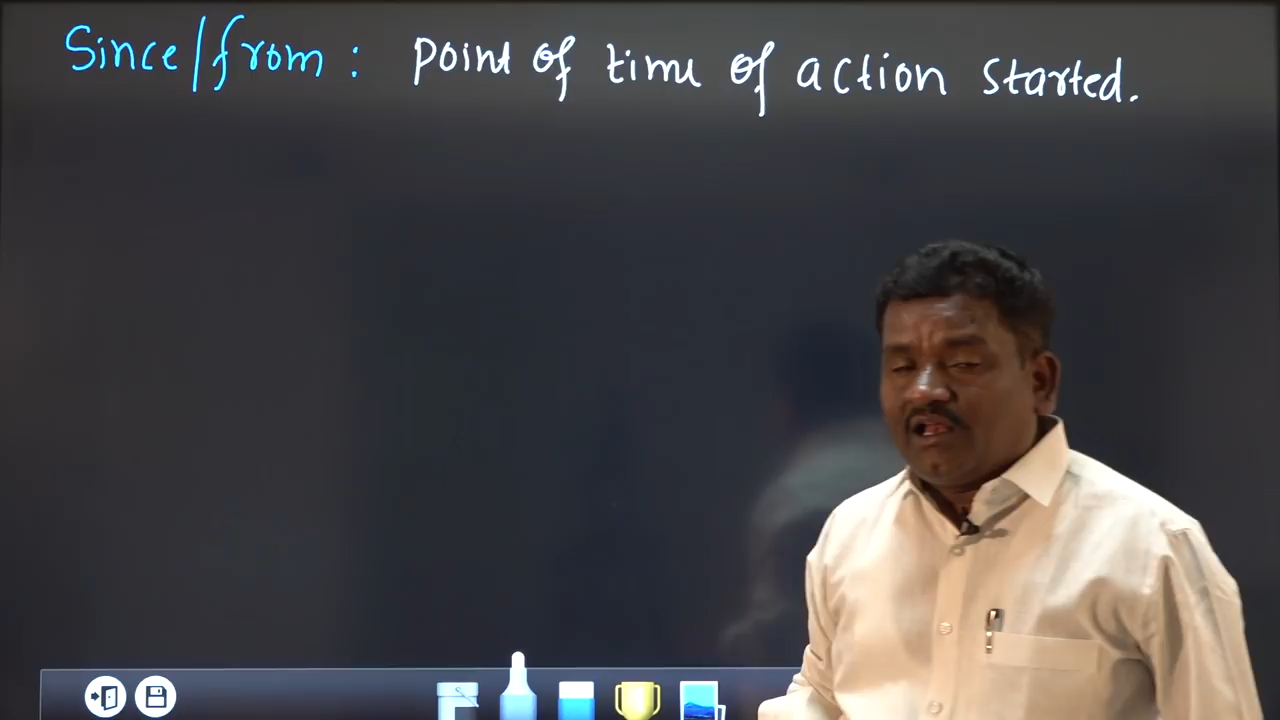 Since/from : point of time of action started.